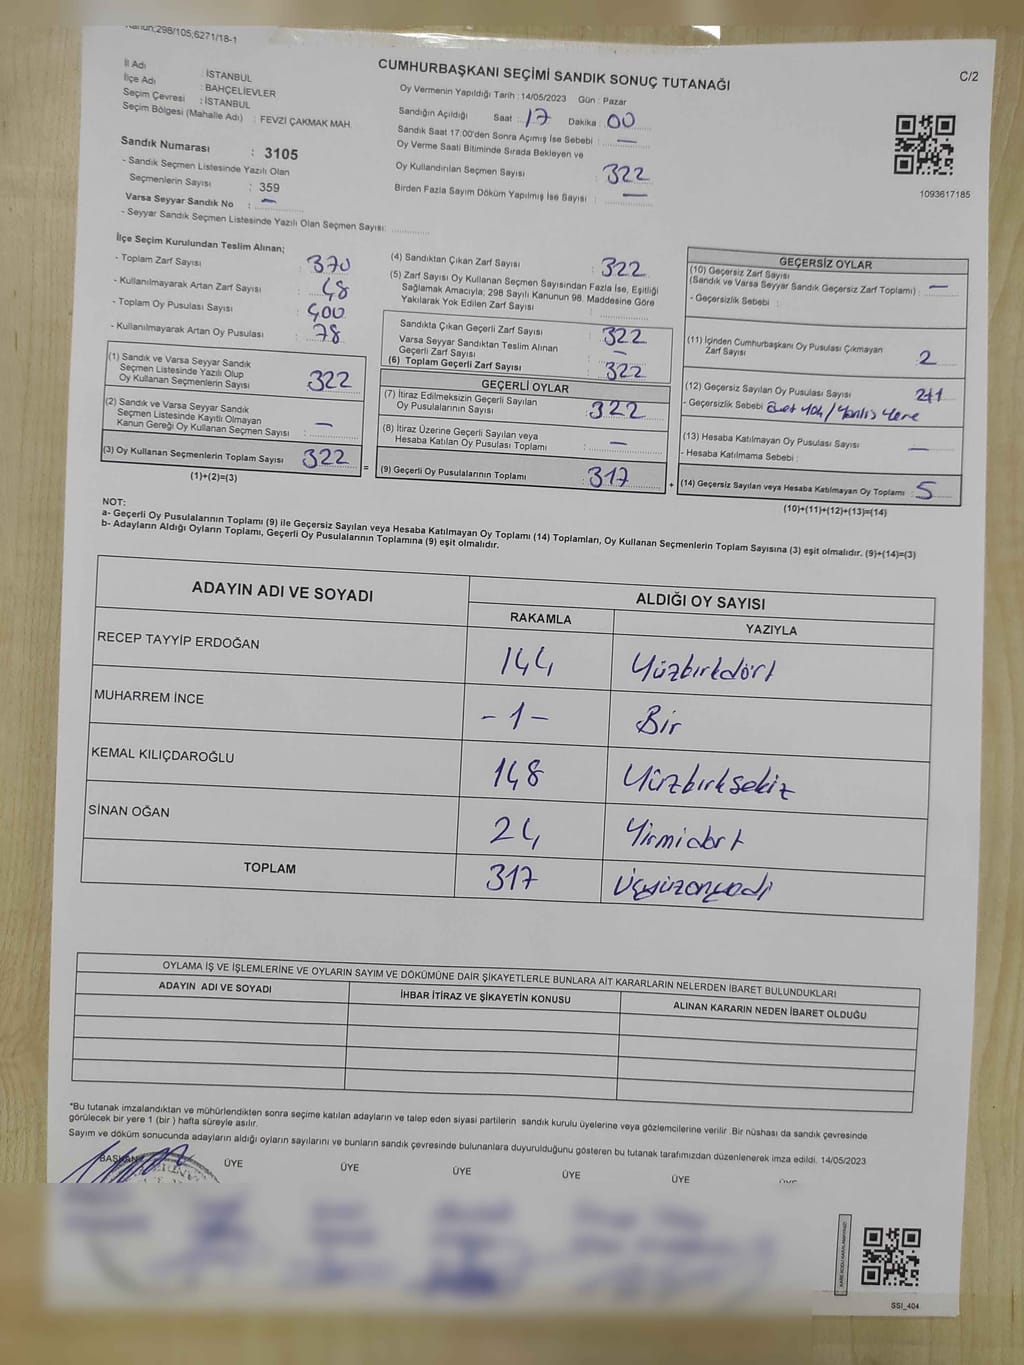 Kanun;298/105;6271/18-1
CUMHURBAŞKANI SEÇİMİ SANDIK SONUÇ TUTANAĞI
C/2
İl Adı : İSTANBUL
İlçe Adı : BAHÇELİEVLER
Seçim Çevresi : İSTANBUL
Seçim Bölgesi (Mahalle Adı) : FEVZİ ÇAKMAK MAH.
Sandık Numarası : 3105
- Sandık Seçmen Listesinde Yazılı Olan
Seçmenlerin Sayısı : 359
Varsa Seyyar Sandık No : —
- Seyyar Sandık Seçmen Listesinde Yazılı Olan Seçmen Sayısı:
Oy Vermenin Yapıldığı Tarih : 14/05/2023 Gün : Pazar
Sandığın Açıldığı Saat : 17 Dakika : 00
Sandık Saat 17:00'den Sonra Açımış İse Sebebi : —
Oy Verme Saati Bitiminde Sırada Bekleyen ve
Oy Kullandırılan Seçmen Sayısı : 322
Birden Fazla Sayım Döküm Yapılmış İse Sayısı : —
1093617185
İlçe Seçim Kurulundan Teslim Alınan;
- Toplam Zarf Sayısı : 370
- Kullanılmayarak Artan Zarf Sayısı : 48
- Toplam Oy Pusulası Sayısı : 400
- Kullanılmayarak Artan Oy Pusulası : 78
(1) Sandık ve Varsa Seyyar Sandık
Seçmen Listesinde Yazılı Olup
Oy Kullanan Seçmenlerin Sayısı : 322
(2) Sandık ve Varsa Seyyar Sandık
Seçmen Listesinde Kayıtlı Olmayan
Kanun Gereği Oy Kullanan Seçmen Sayısı : —
(3) Oy Kullanan Seçmenlerin Toplam Sayısı 322
(1)+(2)=(3)
=
(4) Sandıktan Çıkan Zarf Sayısı : 322
(5) Zarf Sayısı Oy Kullanan Seçmen Sayısından Fazla İse, Eşitliği
Sağlamak Amacıyla; 298 Sayılı Kanunun 98. Maddesine Göre
Yakılarak Yok Edilen Zarf Sayısı :
Sandıkta Çıkan Geçerli Zarf Sayısı : 322
Varsa Seyyar Sandıktan Teslim Alınan
Geçerli Zarf Sayısı : —
(6) Toplam Geçerli Zarf Sayısı : 322
GEÇERLİ OYLAR
(7) İtiraz Edilmeksizin Geçerli Sayılan
Oy Pusulalarının Sayısı : 322
(8) İtiraz Üzerine Geçerli Sayılan veya
Hesaba Katılan Oy Pusulası Toplamı : —
(9) Geçerli Oy Pusulalarının Toplamı : 317
+
GEÇERSİZ OYLAR
(10) Geçersiz Zarf Sayısı
(Sandık ve Varsa Seyyar Sandık Geçersiz Zarf Toplamı) : —
- Geçersizlik Sebebi :
(11) İçinden Cumhurbaşkanı Oy Pusulası Çıkmayan
Zarf Sayısı : 2
(12) Geçersiz Sayılan Oy Pusulası Sayısı
- Geçersizlik Sebebi
(13) Hesaba Katılmayan Oy Pusulası Sayısı : —
- Hesaba Katılmama Sebebi :
(14) Geçersiz Sayılan veya Hesaba Katılmayan Oy Toplamı : 5
(10)+(11)+(12)+(13)=(14)
NOT:
a- Geçerli Oy Pusulalarının Toplamı (9) ile Geçersiz Sayılan veya Hesaba Katılmayan Oy Toplamı (14) Toplamları, Oy Kullanan Seçmenlerin Toplam Sayısına (3) eşit olmalıdır. (9)+(14)=(3)
b- Adayların Aldığı Oyların Toplamı, Geçerli Oy Pusulalarının Toplamına (9) eşit olmalıdır.
ADAYIN ADI VE SOYADI
ALDIĞI OY SAYISI
RAKAMLA YAZIYLA
RECEP TAYYİP ERDOĞAN 144 Yüzkırkdört
MUHARREM İNCE -1- Bir
KEMAL KILIÇDAROĞLU 148 Yüzkırksekiz
SİNAN OĞAN 24 Yirmidört
TOPLAM 317 Üçyüzonyedi
OYLAMA İŞ VE İŞLEMLERİNE VE OYLARIN SAYIM VE DÖKÜMÜNE DAİR ŞİKAYETLERLE BUNLARA AİT KARARLARIN NELERDEN İBARET BULUNDUKLARI
ADAYIN ADI VE SOYADI İHBAR İTİRAZ VE ŞİKAYETİN KONUSU ALINAN KARARIN NEDEN İBARET OLDUĞU
*Bu tutanak imzalandıktan ve mühürlendikten sonra seçime katılan adayların ve talep eden siyasi partilerin sandık kurulu üyelerine veya gözlemcilerine verilir. Bir nüshası da sandık çevresinde
görülecek bir yere 1 (bir ) hafta süreyle asılır.
Sayım ve döküm sonucunda adayların aldığı oyların sayılarını ve bunların sandık çevresinde bulunanlara duyurulduğunu gösteren bu tutanak tarafımızdan düzenlenerek imza edildi. 14/05/2023
BAŞKAN ÜYE ÜYE ÜYE ÜYE ÜYE ÜYE
SSI_404